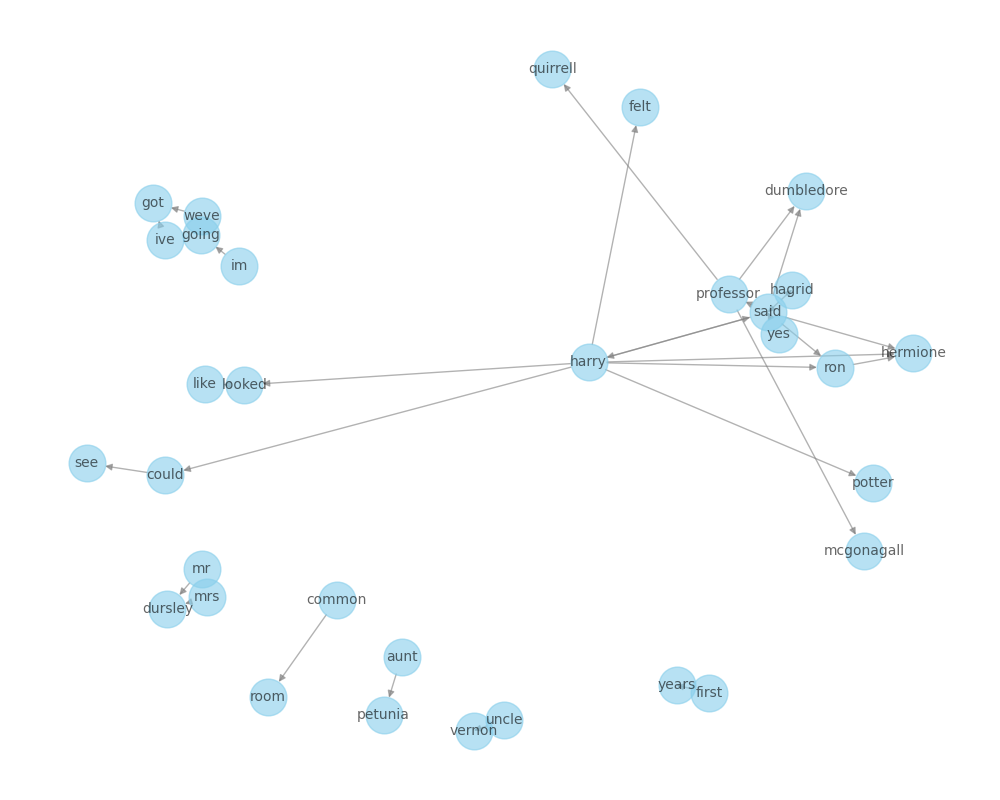 quirrell
felt
dumbledore
got
weve
going
ive
im
professor
hagrid
said
yes
hermione
harry
ron
like
looked
see
could
potter
mcgonagall
mr
mrs
dursley
common
aunt
room
petunia
years
first
uncle
vernon